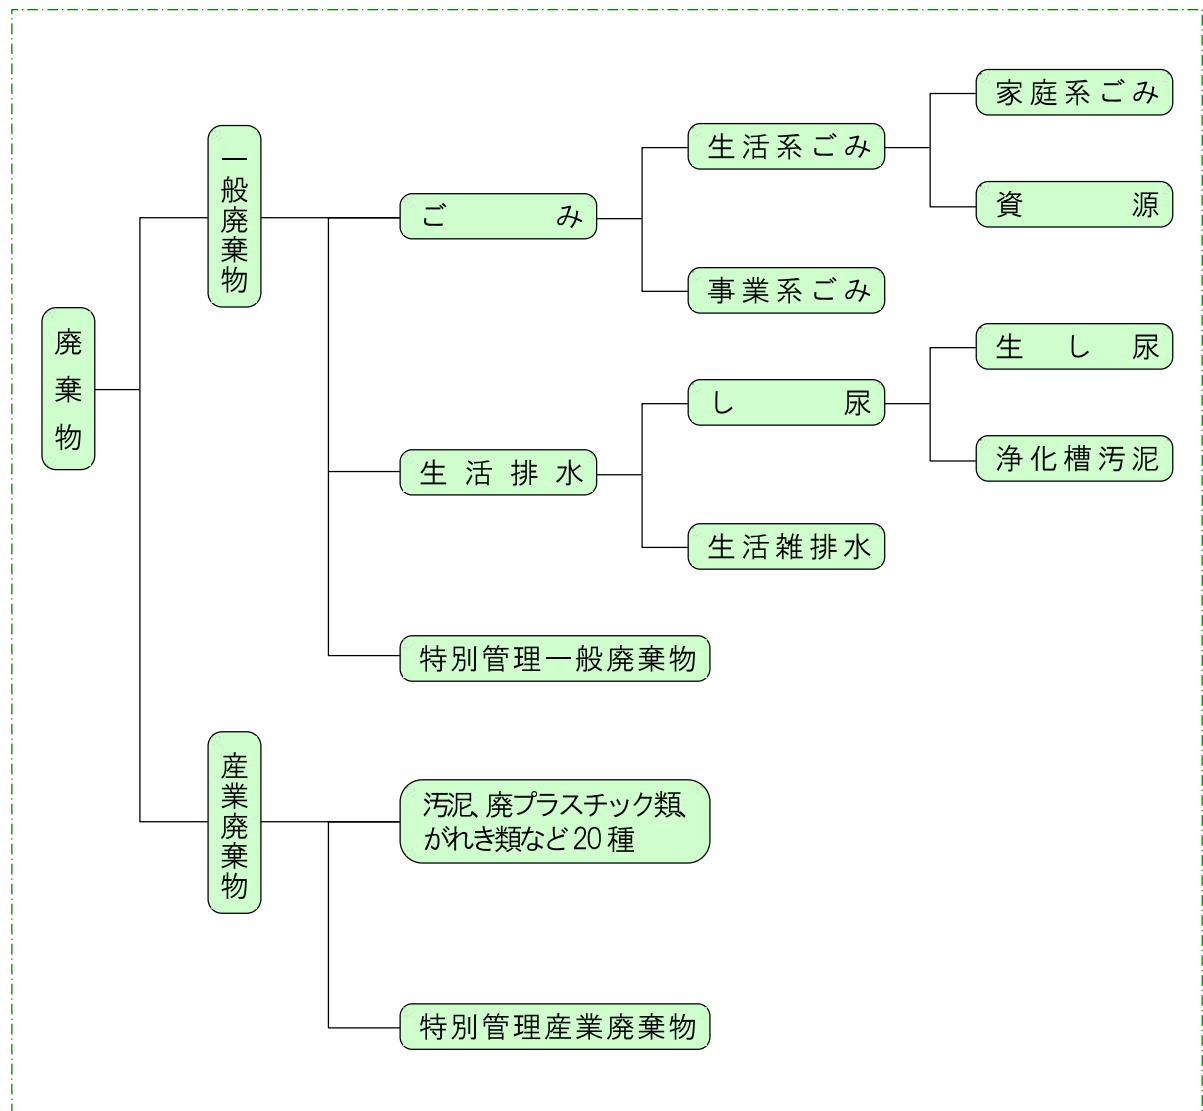 廃棄物
一般廃棄物
ごみ
生活系ごみ
家庭系ごみ
資源
事業系ごみ
生活排水
し尿
生し尿
浄化槽汚泥
生活雑排水
特別管理一般廃棄物
産業廃棄物
汚泥、廃プラスチック類、
がれき類など20種
特別管理産業廃棄物